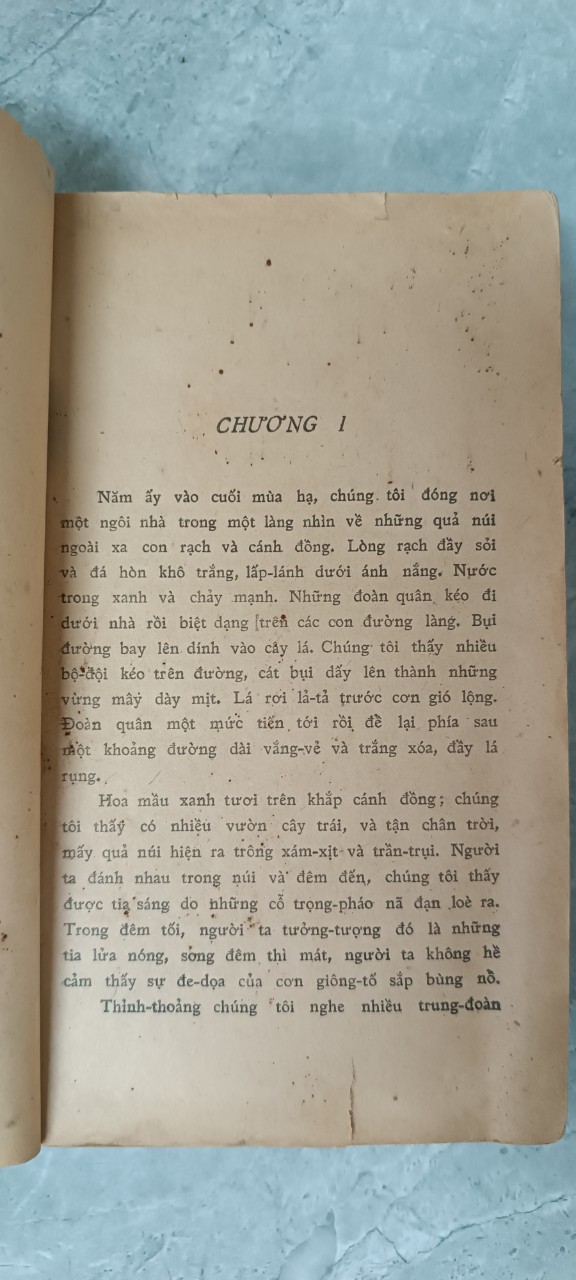 CHƯƠNG 1
Năm ấy vào cuối mùa hạ, chúng tôi đóng nơi
một ngôi nhà trong một làng nhìn về những quả núi
ngoài xa con rạch và cánh đồng. Lòng rạch đầy sỏi
và đá hòn khô trắng, lấp-lánh dưới ánh nắng. Nước
trong xanh và chảy mạnh. Những đoàn quân kéo đi
dưới nhà rồi biệt dạng trên các con đường làng. Bụi
đường bay lên dính vào cây lá. Chúng tôi thấy nhiều
bộ-đội kéo trên đường, cát bụi dấy lên thành những
vừng mây dày mịt. Lá rơi lả-tả trước cơn gió lộng.
Đoàn quân một mực tiến tới rồi để lại phía sau
một khoảng đường dài vắng-vẻ và trắng xóa, đầy lá
rụng.
Hoa mầu xanh tươi trên khắp cánh đồng; chúng
tôi thấy có nhiều vườn cây trái, và tận chân trời,
mấy quả núi hiện ra trông xám-xịt và trần-trụi. Người
ta đánh nhau trong núi và đêm đến, chúng tôi thấy
được tia sáng do những cỗ trọng-pháo nã đạn loè ra.
Trong đêm tối, người ta tưởng-tượng đó là những
tia lửa nóng, song đêm thì mát, người ta không hề
cảm thấy sự đe-dọa của cơn giông-tố sắp bùng nổ.
Thỉnh-thoảng chúng tôi nghe nhiều trung-đoàn